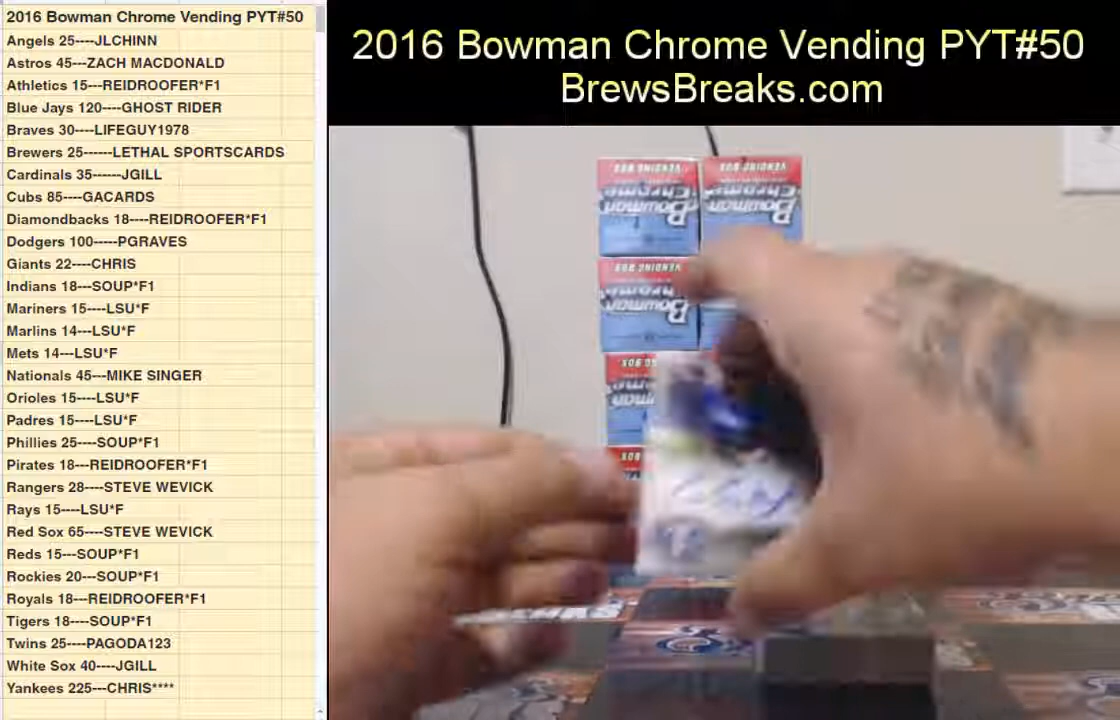 2016 Bowman Chrome Vending PYT#50
Angels 25----JLCHINN
Astros 45---ZACH MACDONALD
Athletics 15---REIDROOFER*F1
Blue Jays 120----GHOST RIDER
Braves 30----LIFEGUY1978
Brewers 25------LETHAL SPORTSCARDS
Cardinals 35-----JGILL
Cubs 85----GACARDS
Diamondbacks 18----REIDROOFER*F1
Dodgers 100-----PGRAVES
Giants 22----CHRIS
Indians 18---SOUP*F1
Mariners 15----LSU*F
Marlins 14---LSU*F
Mets 14---LSU*F
Nationals 45----MIKE SINGER
Orioles 15----LSU*F
Padres 15----LSU*F
Phillies 25----SOUP*F1
Pirates 18---REIDROOFER*F1
Rangers 28----STEVE WEVICK
Rays 15----LSU*F
Red Sox 65----STEVE WEVICK
Reds 15---SOUP*F1
Rockies 20---SOUP*F1
Royals 18----REIDROOFER*F1
Tigers 18----SOUP*F1
Twins 25----PAGODA123
White Sox 40----JGILL
Yankees 225---CHRIS****
2016 Bowman Chrome Vending PYT#50
BrewsBreaks.com
VENDING BOX
Bowman
Chrome
VENDING BOX
Bowman
Chrome
VENDING BOX
Bowman
Chrome